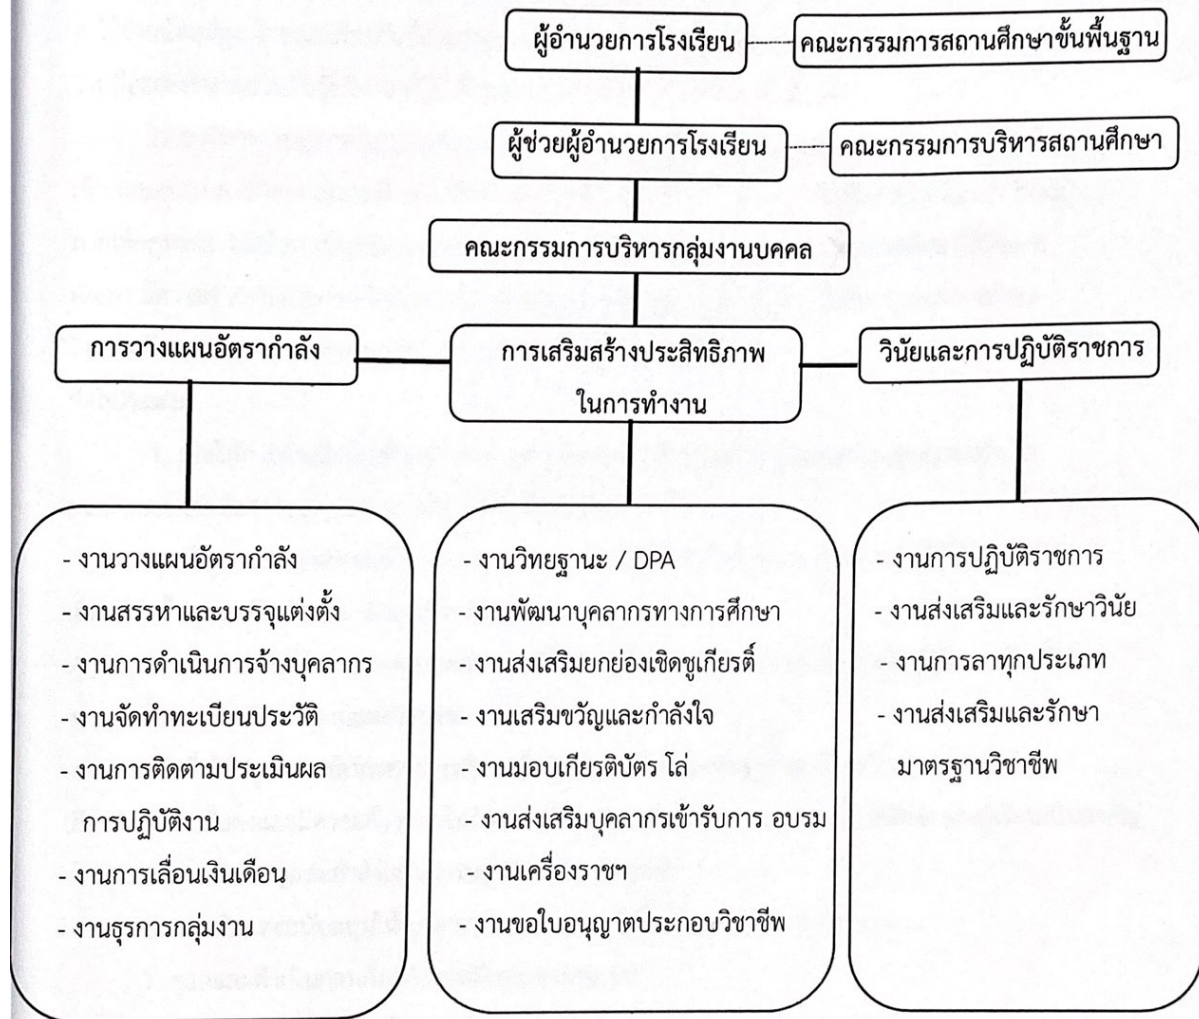 ผู้อำนวยการโรงเรียน
คณะกรรมการสถานศึกษาขั้นพื้นฐาน
ผู้ช่วยผู้อำนวยการโรงเรียน
คณะกรรมการบริหารสถานศึกษา
คณะกรรมการบริหารกลุ่มงานบคคล
การวางแผนอัตรากำลัง
การเสริมสร้างประสิทธิภาพ
ในการทำงาน
วินัยและการปฏิบัติราชการ
- งานวางแผนอัตรากำลัง
- งานสรรหาและบรรจุแต่งตั้ง
- งานการดำเนินการจ้างบุคลากร
- งานจัดทำทะเบียนประวัติ
- งานการติดตามประเมินผล
การปฏิบัติงาน
- งานการเลื่อนเงินเดือน
- งานธุรการกลุ่มงาน
- งานวิทยฐานะ / DPA
- งานพัฒนาบุคลากรทางการศึกษา
- งานส่งเสริมยกย่องเชิดชูเกียรติ์
- งานเสริมขวัญและกำลังใจ
- งานมอบเกียรติบัตร โล่
- งานส่งเสริมบุคลากรเข้ารับการ อบรม
- งานเครื่องราชฯ
- งานขอใบอนุญาตประกอบวิชาชีพ
- งานการปฏิบัติราชการ
- งานส่งเสริมและรักษาวินัย
- งานการลาทุกประเภท
- งานส่งเสริมและรักษา
มาตรฐานวิชาชีพ